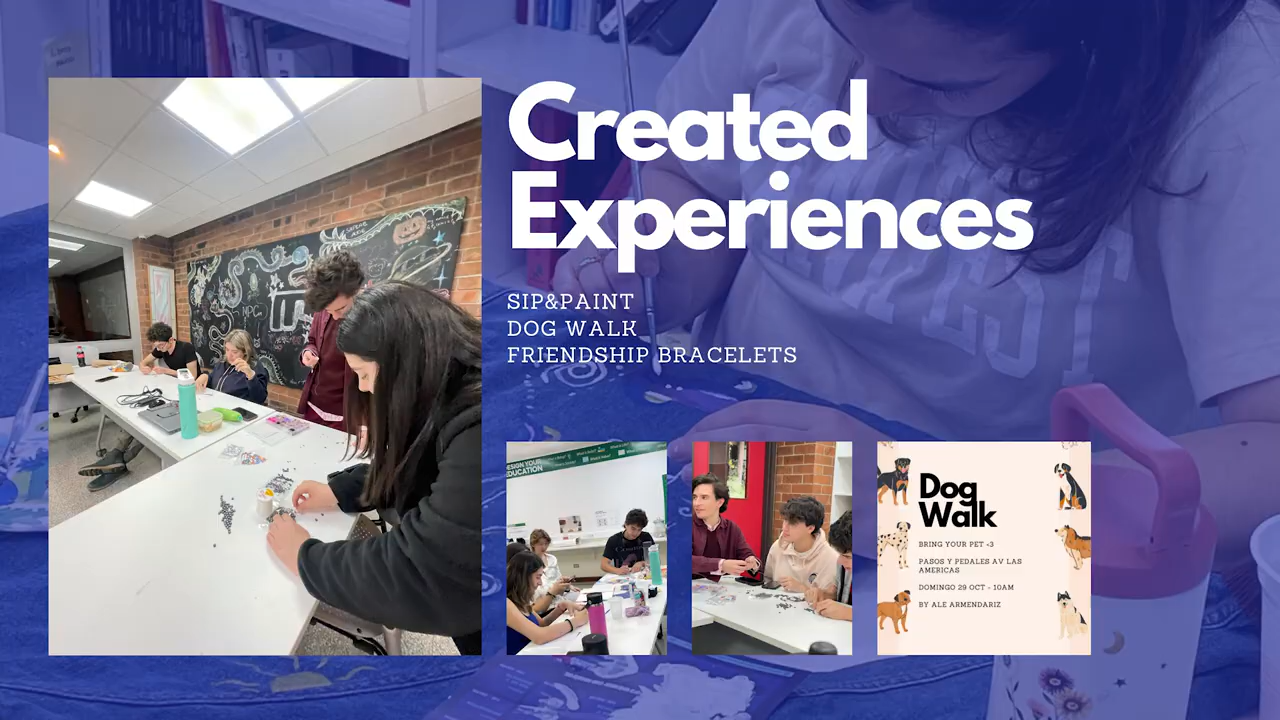 Created
Experiences
SIP&PAINT
DOG WALK
FRIENDSHIP BRACELETS
MPC
DESIGN YOUR
EDUCATION
Dog
Walk
BRING YOUR PET <3
PASOS Y PEDALES AV LAS
AMERICAS
DOMINGO 29 OCT - 10AM
BY ALE ARMENDARIZ